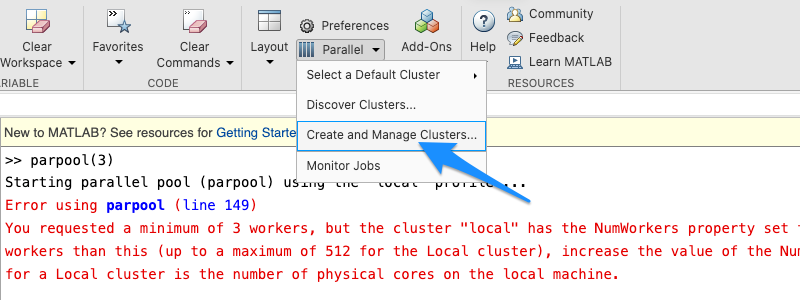 Clear
Workspace
Favorites
Clear
Commands
Layout
Preferences
Parallel
Add-Ons
Help
Community
Feedback
Learn MATLAB
ARIABLE
CODE
RESOURCES
Select a Default Cluster
Discover Clusters...
Create and Manage Clusters...
Monitor Jobs
New to MATLAB? See resources for Getting Starte
>> parpool(3)
Starting parallel pool (parpool) using the 'local' profile ...
Error using parpool (line 149)
You requested a minimum of 3 workers, but the cluster "local" has the NumWorkers property set
workers than this (up to a maximum of 512 for the Local cluster), increase the value of the Num
for a Local cluster is the number of physical cores on the local machine.